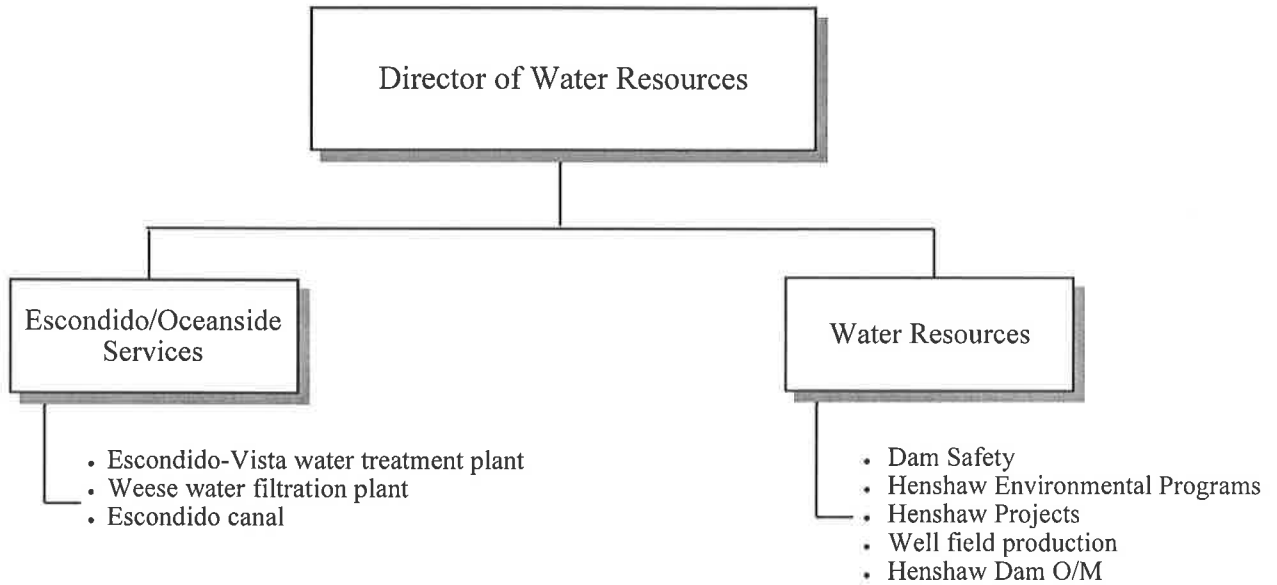 Director of Water Resources
Escondido/Oceanside
Services
• Escondido-Vista water treatment plant
• Weese water filtration plant
• Escondido canal
Water Resources
• Dam Safety
• Henshaw Environmental Programs
• Henshaw Projects
• Well field production
• Henshaw Dam O/M